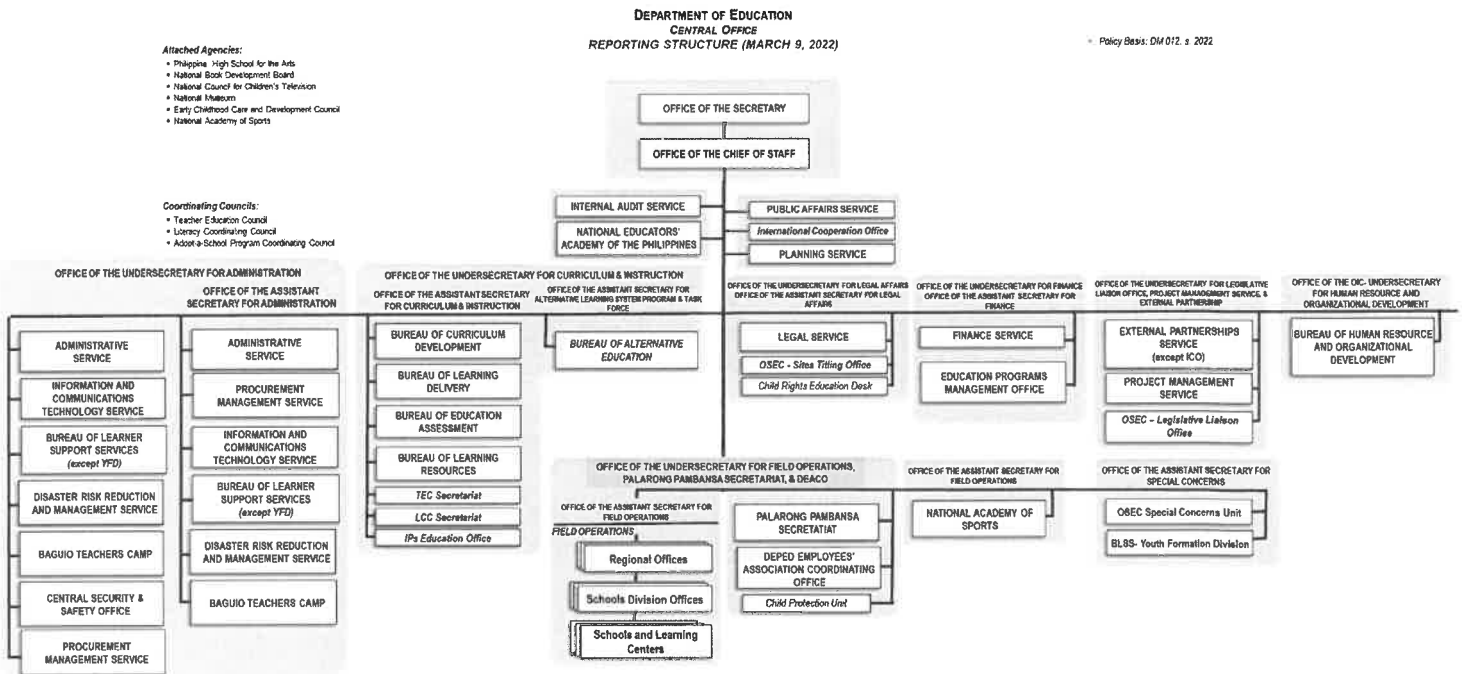 DEPARTMENT OF EDUCATION
CENTRAL OFFICE
REPORTING STRUCTURE (MARCH 9, 2022)
Policy Basis: DM 012, s. 2022
Attached Agencies:
• Philippine High School for the Arts
• National Book Development Board
• National Council for Children's Television
• National Museum
• Early Childhood Care and Development Council
• National Academy of Sports
Coordinating Councils:
• Teacher Education Council
• Literacy Coordinating Council
• Adopt-a-School Program Coordinating Council
OFFICE OF THE SECRETARY
OFFICE OF THE CHIEF OF STAFF
INTERNAL AUDIT SERVICE
NATIONAL EDUCATORS'
ACADEMY OF THE PHILIPPINES
PUBLIC AFFAIRS SERVICE
International Cooperation Office
PLANNING SERVICE
OFFICE OF THE UNDERSECRETARY FOR ADMINISTRATION
ADMINISTRATIVE
SERVICE
INFORMATION AND
COMMUNICATIONS
TECHNOLOGY SERVICE
BUREAU OF LEARNER
SUPPORT SERVICES
(except YFD)
DISASTER RISK REDUCTION
AND MANAGEMENT SERVICE
BAGUIO TEACHERS CAMP
CENTRAL SECURITY &
SAFETY OFFICE
PROCUREMENT
MANAGEMENT SERVICE
OFFICE OF THE ASSISTANT
SECRETARY FOR ADMINISTRATION
ADMINISTRATIVE
SERVICE
PROCUREMENT
MANAGEMENT SERVICE
INFORMATION AND
COMMUNICATIONS
TECHNOLOGY SERVICE
BUREAU OF LEARNER
SUPPORT SERVICES
(except YFD)
DISASTER RISK REDUCTION
AND MANAGEMENT SERVICE
BAGUIO TEACHERS CAMP
OFFICE OF THE UNDERSECRETARY FOR CURRICULUM & INSTRUCTION
OFFICE OF THE ASSISTANT SECRETARY
FOR CURRICULUM & INSTRUCTION
BUREAU OF CURRICULUM
DEVELOPMENT
BUREAU OF LEARNING
DELIVERY
BUREAU OF EDUCATION
ASSESSMENT
BUREAU OF LEARNING
RESOURCES
TEC Secretariat
LCC Secretariat
IPs Education Office
OFFICE OF THE ASSISTANT SECRETARY FOR
ALTERNATIVE LEARNING SYSTEM PROGRAM & TASK
FORCE
BUREAU OF ALTERNATIVE
EDUCATION
OFFICE OF THE UNDERSECRETARY FOR LEGAL AFFAIRS
OFFICE OF THE ASSISTANT SECRETARY FOR LEGAL
AFFAIRS
LEGAL SERVICE
OSEC - Sites Titling Office
Child Rights Education Desk
OFFICE OF THE UNDERSECRETARY FOR FINANCE
OFFICE OF THE ASSISTANT SECRETARY FOR
FINANCE
FINANCE SERVICE
EDUCATION PROGRAMS
MANAGEMENT OFFICE
OFFICE OF THE UNDERSECRETARY FOR LEGISLATIVE
LIAISON OFFICE, PROJECT MANAGEMENT SERVICE, &
EXTERNAL PARTNERSHIP
EXTERNAL PARTNERSHIPS
SERVICE
(except ICO)
PROJECT MANAGEMENT
SERVICE
OSEC – Legislative Liaison
Office
OFFICE OF THE OIC- UNDERSECRETARY
FOR HUMAN RESOURCE AND
ORGANIZATIONAL DEVELOPMENT
BUREAU OF HUMAN RESOURCE
AND ORGANIZATIONAL
DEVELOPMENT
OFFICE OF THE UNDERSECRETARY FOR FIELD OPERATIONS,
PALARONG PAMBANSA SECRETARIAT, & DEACO
OFFICE OF THE ASSISTANT SECRETARY FOR
FIELD OPERATIONS
FIELD OPERATIONS
Regional Offices
Schools Division Offices
Schools and Learning
Centers
PALARONG PAMBANSA
SECRETATIAT
DEPED EMPLOYEES'
ASSOCIATION COORDINATING
OFFICE
Child Protection Unit
OFFICE OF THE ASSISTANT SECRETARY FOR
FIELD OPERATIONS
NATIONAL ACADEMY OF
SPORTS
OFFICE OF THE ASSISTANT SECRETARY FOR
SPECIAL CONCERNS
OSEC Special Concerns Unit
BLSS- Youth Formation Division